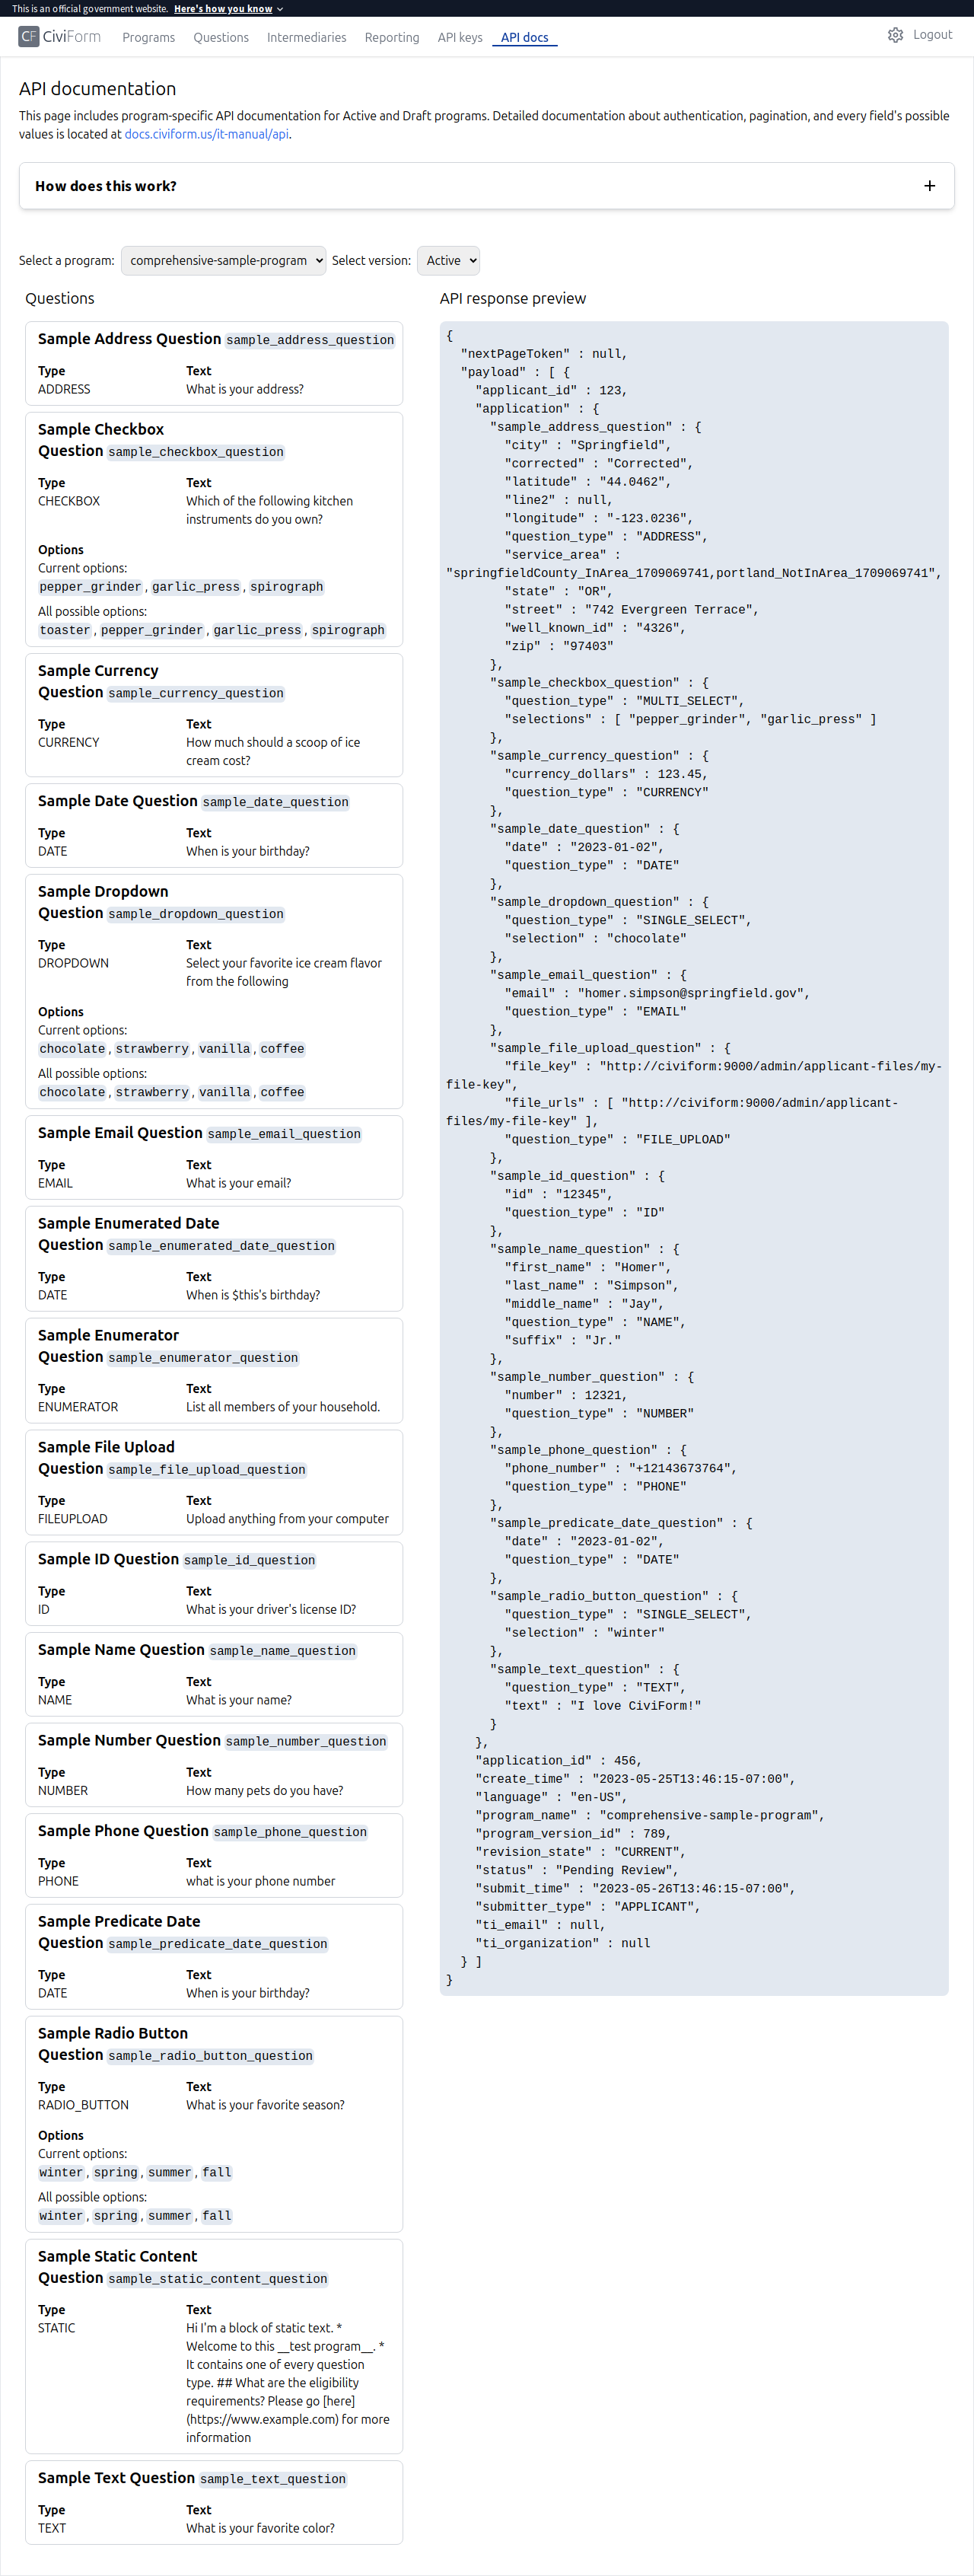 This is an official government website. Here's how you know
CF CiviForm Programs Questions Intermediaries Reporting API keys API docs Logout
API documentation
This page includes program-specific API documentation for Active and Draft programs. Detailed documentation about authentication, pagination, and every field's possible
values is located at docs.civiform.us/it-manual/api.
How does this work?
Select a program: comprehensive-sample-program Select version: Active
Questions
Sample Address Question sample_address_question
Type Text
ADDRESS What is your address?
Sample Checkbox
Question sample_checkbox_question
Type Text
CHECKBOX Which of the following kitchen
instruments do you own?
Options
Current options:
pepper_grinder , garlic_press , spirograph
All possible options:
toaster , pepper_grinder , garlic_press , spirograph
Sample Currency
Question sample_currency_question
Type Text
CURRENCY How much should a scoop of ice
cream cost?
Sample Date Question sample_date_question
Type Text
DATE When is your birthday?
Sample Dropdown
Question sample_dropdown_question
Type Text
DROPDOWN Select your favorite ice cream flavor
from the following
Options
Current options:
chocolate , strawberry , vanilla , coffee
All possible options:
chocolate , strawberry , vanilla , coffee
Sample Email Question sample_email_question
Type Text
EMAIL What is your email?
Sample Enumerated Date
Question sample_enumerated_date_question
Type Text
DATE When is $this's birthday?
Sample Enumerator
Question sample_enumerator_question
Type Text
ENUMERATOR List all members of your household.
Sample File Upload
Question sample_file_upload_question
Type Text
FILEUPLOAD Upload anything from your computer
Sample ID Question sample_id_question
Type Text
ID What is your driver's license ID?
Sample Name Question sample_name_question
Type Text
NAME What is your name?
Sample Number Question sample_number_question
Type Text
NUMBER How many pets do you have?
Sample Phone Question sample_phone_question
Type Text
PHONE what is your phone number
Sample Predicate Date
Question sample_predicate_date_question
Type Text
DATE When is your birthday?
Sample Radio Button
Question sample_radio_button_question
Type Text
RADIO_BUTTON What is your favorite season?
Options
Current options:
winter , spring , summer , fall
All possible options:
winter , spring , summer , fall
Sample Static Content
Question sample_static_content_question
Type Text
STATIC Hi I'm a block of static text. *
Welcome to this __test program__. *
It contains one of every question
type. ## What are the eligibility
requirements? Please go [here]
(https://www.example.com) for more
information
Sample Text Question sample_text_question
Type Text
TEXT What is your favorite color?
API response preview
{
"nextPageToken" : null,
"payload" : [ {
"applicant_id" : 123,
"application" : {
"sample_address_question" : {
"city" : "Springfield",
"corrected" : "Corrected",
"latitude" : "44.0462",
"line2" : null,
"longitude" : "-123.0236",
"question_type" : "ADDRESS",
"service_area" :
"springfieldCounty_InArea_1709069741,portland_NotInArea_1709069741",
"state" : "OR",
"street" : "742 Evergreen Terrace",
"well_known_id" : "4326",
"zip" : "97403"
},
"sample_checkbox_question" : {
"question_type" : "MULTI_SELECT",
"selections" : [ "pepper_grinder", "garlic_press" ]
},
"sample_currency_question" : {
"currency_dollars" : 123.45,
"question_type" : "CURRENCY"
},
"sample_date_question" : {
"date" : "2023-01-02",
"question_type" : "DATE"
},
"sample_dropdown_question" : {
"question_type" : "SINGLE_SELECT",
"selection" : "chocolate"
},
"sample_email_question" : {
"email" : "homer.simpson@springfield.gov",
"question_type" : "EMAIL"
},
"sample_file_upload_question" : {
"file_key" : "http://civiform:9000/admin/applicant-files/my-
file-key",
"file_urls" : [ "http://civiform:9000/admin/applicant-
files/my-file-key" ],
"question_type" : "FILE_UPLOAD"
},
"sample_id_question" : {
"id" : "12345",
"question_type" : "ID"
},
"sample_name_question" : {
"first_name" : "Homer",
"last_name" : "Simpson",
"middle_name" : "Jay",
"question_type" : "NAME",
"suffix" : "Jr."
},
"sample_number_question" : {
"number" : 12321,
"question_type" : "NUMBER"
},
"sample_phone_question" : {
"phone_number" : "+12143673764",
"question_type" : "PHONE"
},
"sample_predicate_date_question" : {
"date" : "2023-01-02",
"question_type" : "DATE"
},
"sample_radio_button_question" : {
"question_type" : "SINGLE_SELECT",
"selection" : "winter"
},
"sample_text_question" : {
"question_type" : "TEXT",
"text" : "I love CiviForm!"
}
},
"application_id" : 456,
"create_time" : "2023-05-25T13:46:15-07:00",
"language" : "en-US",
"program_name" : "comprehensive-sample-program",
"program_version_id" : 789,
"revision_state" : "CURRENT",
"status" : "Pending Review",
"submit_time" : "2023-05-26T13:46:15-07:00",
"submitter_type" : "APPLICANT",
"ti_email" : null,
"ti_organization" : null
} ]
}